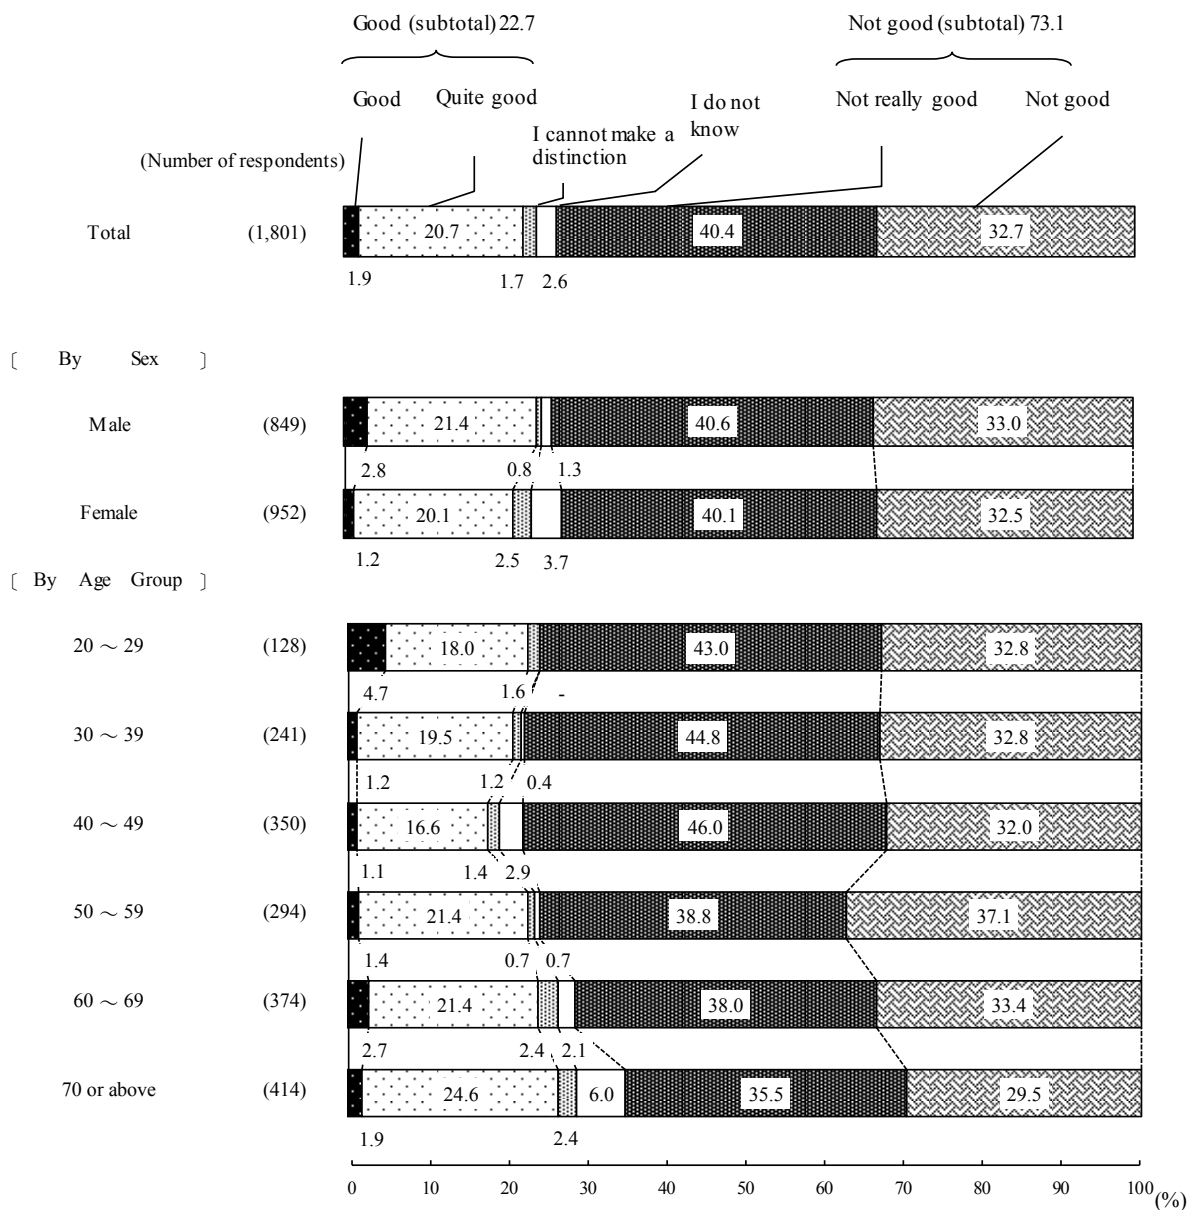 Good (subtotal) 22.7 Not good (subtotal) 73.1
Good Quite good I cannot make a distinction I do not know Not really good Not good
(Number of respondents)
Total (1,801) 20.7 40.4 32.7
1.9 1.7 2.6
〔 By Sex 〕
Male (849) 21.4 40.6 33.0
2.8 0.8 1.3
Female (952) 20.1 40.1 32.5
1.2 2.5 3.7
〔 By Age Group 〕
20 ～ 29 (128) 18.0 43.0 32.8
4.7 1.6 -
30 ～ 39 (241) 19.5 44.8 32.8
1.2 1.2 0.4
40 ～ 49 (350) 16.6 46.0 32.0
1.1 1.4 2.9
50 ～ 59 (294) 21.4 38.8 37.1
1.4 0.7 0.7
60 ～ 69 (374) 21.4 38.0 33.4
2.7 2.4 2.1
70 or above (414) 24.6 6.0 35.5 29.5
1.9 2.4
0 10 20 30 40 50 60 70 80 90 100 (%)